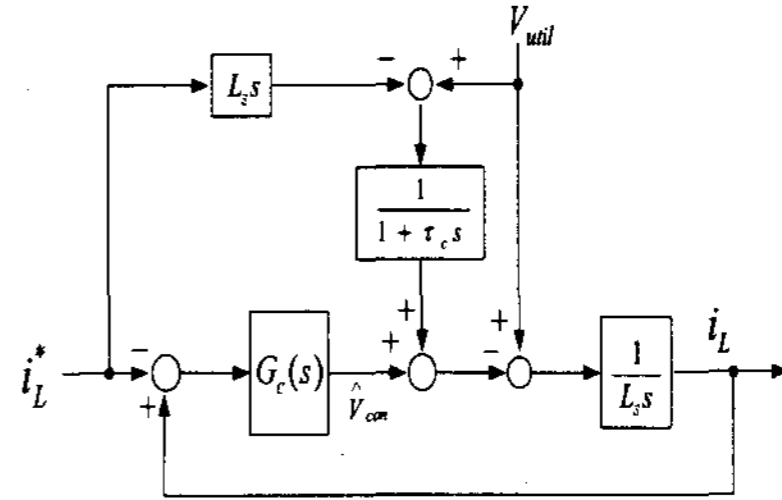 V_util
− +
L_s s
1
1 + τ_c s
+
i_L^* − + G_c(s) V̂_con + − + 1 i_L
L_s s
+